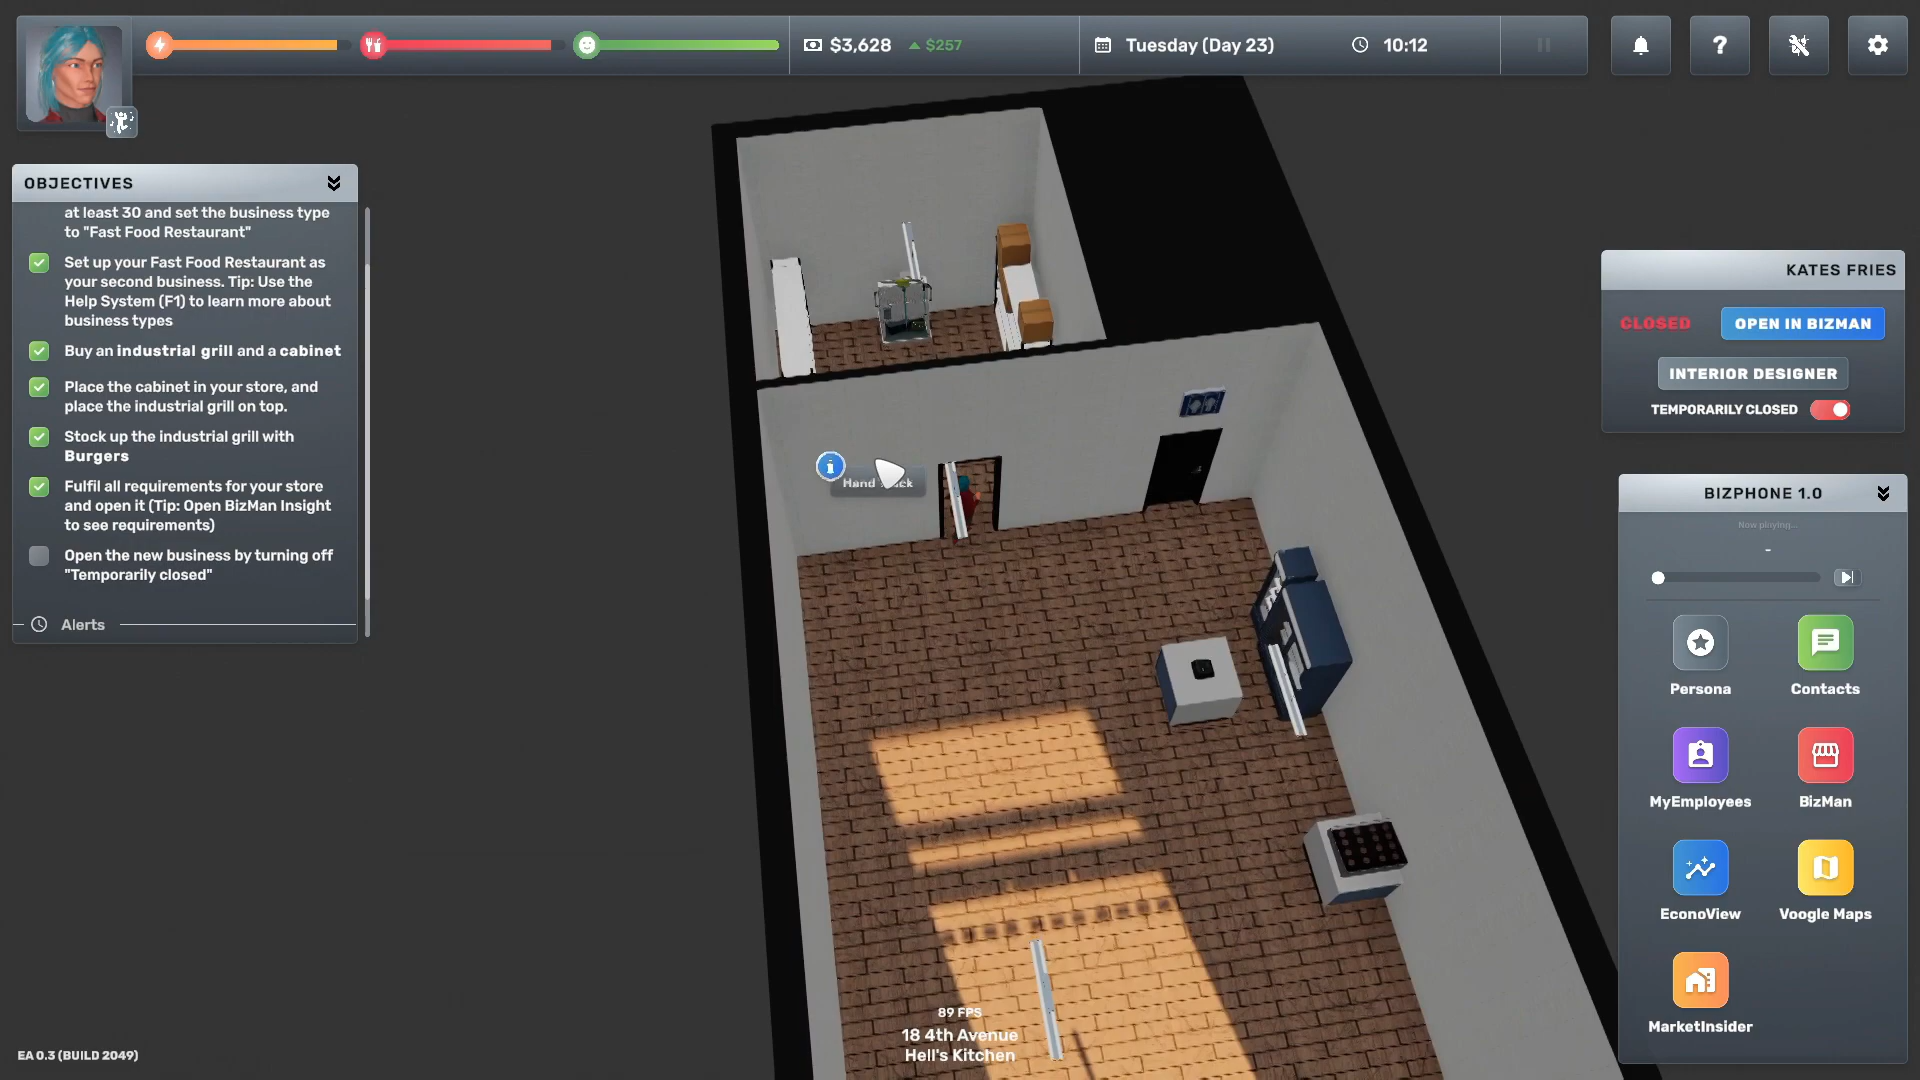 $3,628
$257
Tuesday (Day 23)
10:12
?
OBJECTIVES
at least 30 and set the business type
to "Fast Food Restaurant"
Set up your Fast Food Restaurant as
your second business. Tip: Use the
Help System (F1) to learn more about
business types
Buy an industrial grill and a cabinet
Place the cabinet in your store, and
place the industrial grill on top.
Stock up the industrial grill with
Burgers
Fulfil all requirements for your store
and open it (Tip: Open BizMan Insight
to see requirements)
Open the new business by turning off
"Temporarily closed"
Alerts
KATES FRIES
CLOSED
OPEN IN BIZMAN
INTERIOR DESIGNER
TEMPORARILY CLOSED
Hand
BIZPHONE 1.0
Now playing...
-
Persona
Contacts
MyEmployees
BizMan
EconoView
Voogle Maps
MarketInsider
89 FPS
18 4th Avenue
Hell's Kitchen
EA 0.3 (BUILD 2049)